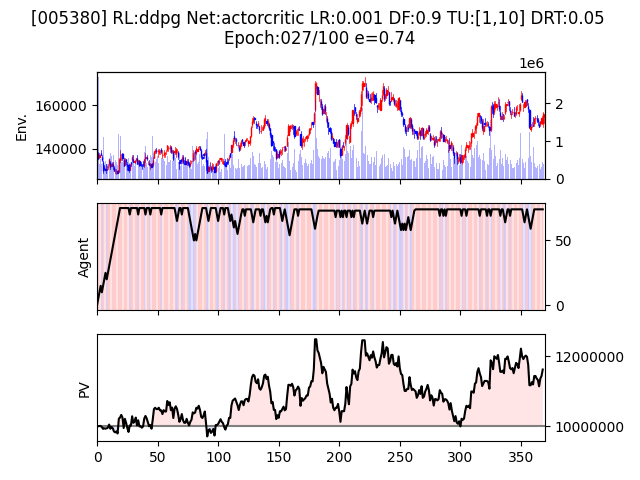 [005380] RL:ddpg Net:actorcritic LR:0.001 DF:0.9 TU:[1,10] DRT:0.05
Epoch:027/100 e=0.74
1e6
Env.
160000
140000
2
1
0
Agent
50
0
PV
12000000
10000000
0 50 100 150 200 250 300 350